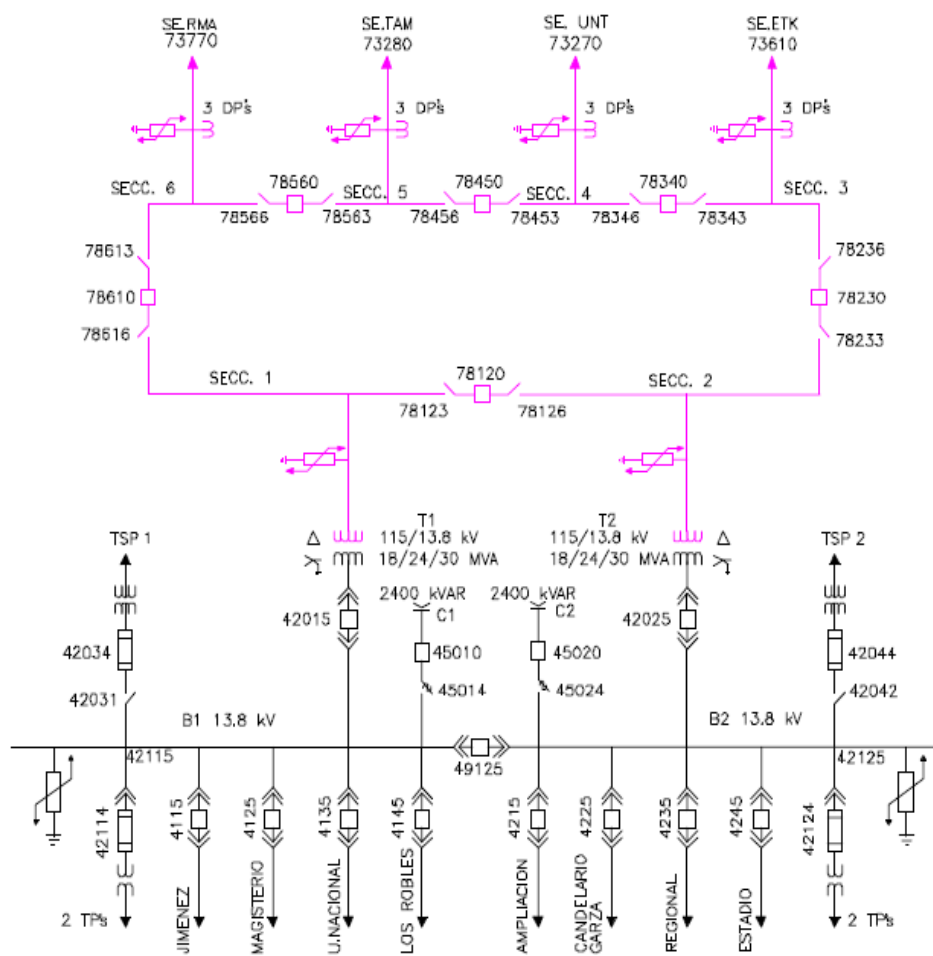 SE.RMA
73770
SE.TAM
73280
SE. UNT
73270
SE.ETK
73610
3 DP's
3 DP's
3 DP's
3 DP's
SECC. 6
78560
SECC. 5
78450
SECC. 4
78340
SECC. 3
78566
78563
78456
78453
78346
78343
78613
78236
78610
78230
78616
78233
SECC. 1
78120
SECC. 2
78123
78126
TSP 1
Δ
T1
115/13.8 kV
18/24/30 MVA
T2
115/13.8 kV
18/24/30 MVA
Δ
TSP 2
2400 kVAR
C1
2400 kVAR
C2
42015
42025
42034
45010
45020
42044
42031
45014
45024
42042
B1 13.8 kV
B2 13.8 kV
42115
49125
42125
42114
4115
4125
4135
4145
4215
4225
4235
4245
42124
2 TP's
JIMENEZ
MAGISTERIO
U.NACIONAL
LOS ROBLES
AMPLIACION
CANDELARIO
GARZA
REGIONAL
ESTADIO
2 TP's